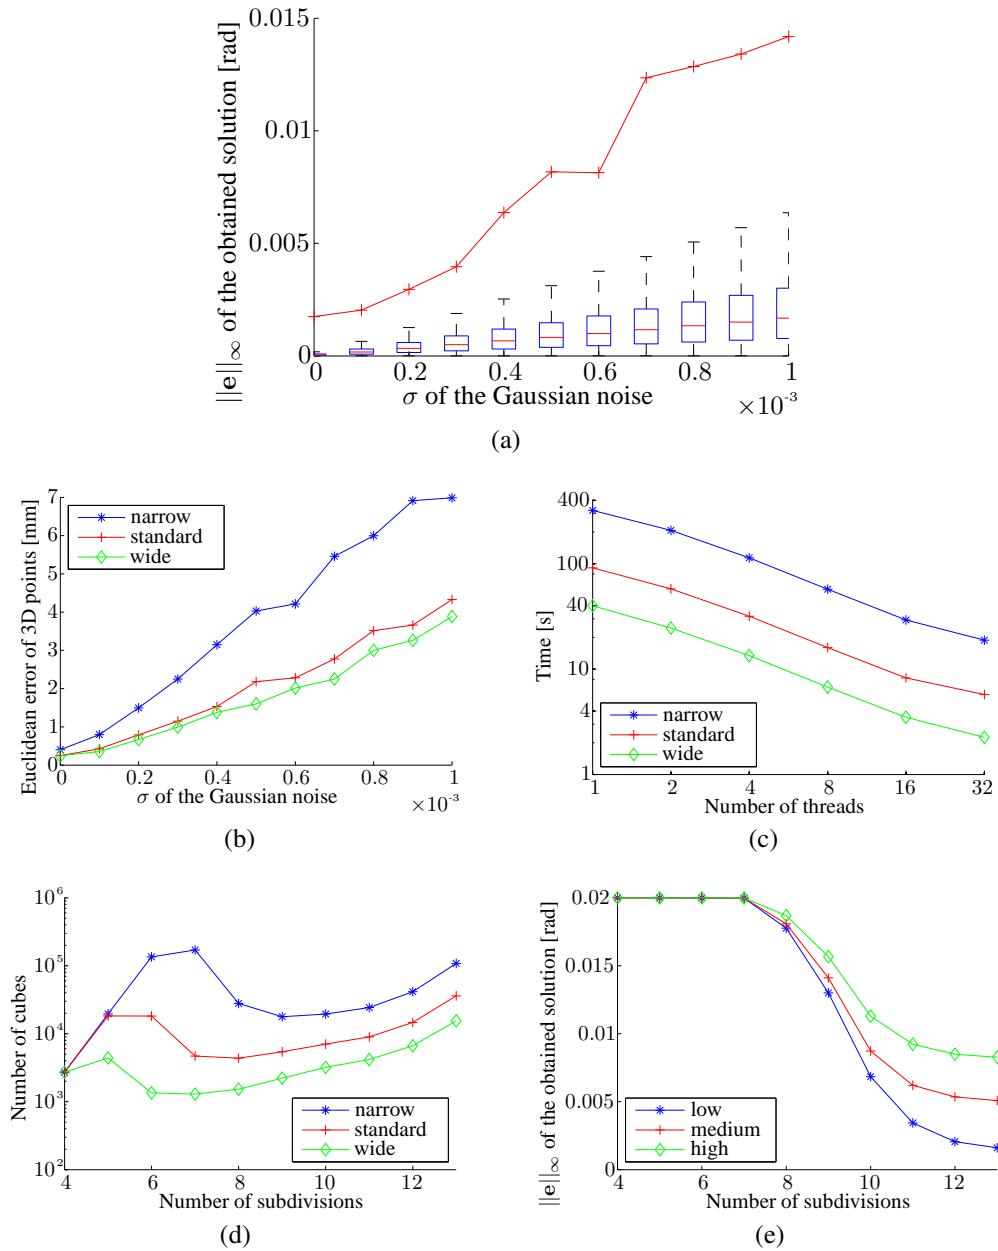 0.015
0.01
0.005
0
||e||∞ of the obtained solution [rad]
0 0.2 0.4 0.6 0.8 1
σ of the Gaussian noise
×10⁻³
(a)
7
6
5
4
3
2
1
0
Euclidean error of 3D points [mm]
narrow
standard
wide
0 0.2 0.4 0.6 0.8 1
σ of the Gaussian noise
×10⁻³
(b)
400
100
40
10
4
1
Time [s]
narrow
standard
wide
1 2 4 8 16 32
Number of threads
(c)
10⁶
10⁵
10⁴
10³
10²
Number of cubes
narrow
standard
wide
4 6 8 10 12
Number of subdivisions
(d)
0.02
0.015
0.01
0.005
0
||e||∞ of the obtained solution [rad]
low
medium
high
4 6 8 10 12
Number of subdivisions
(e)